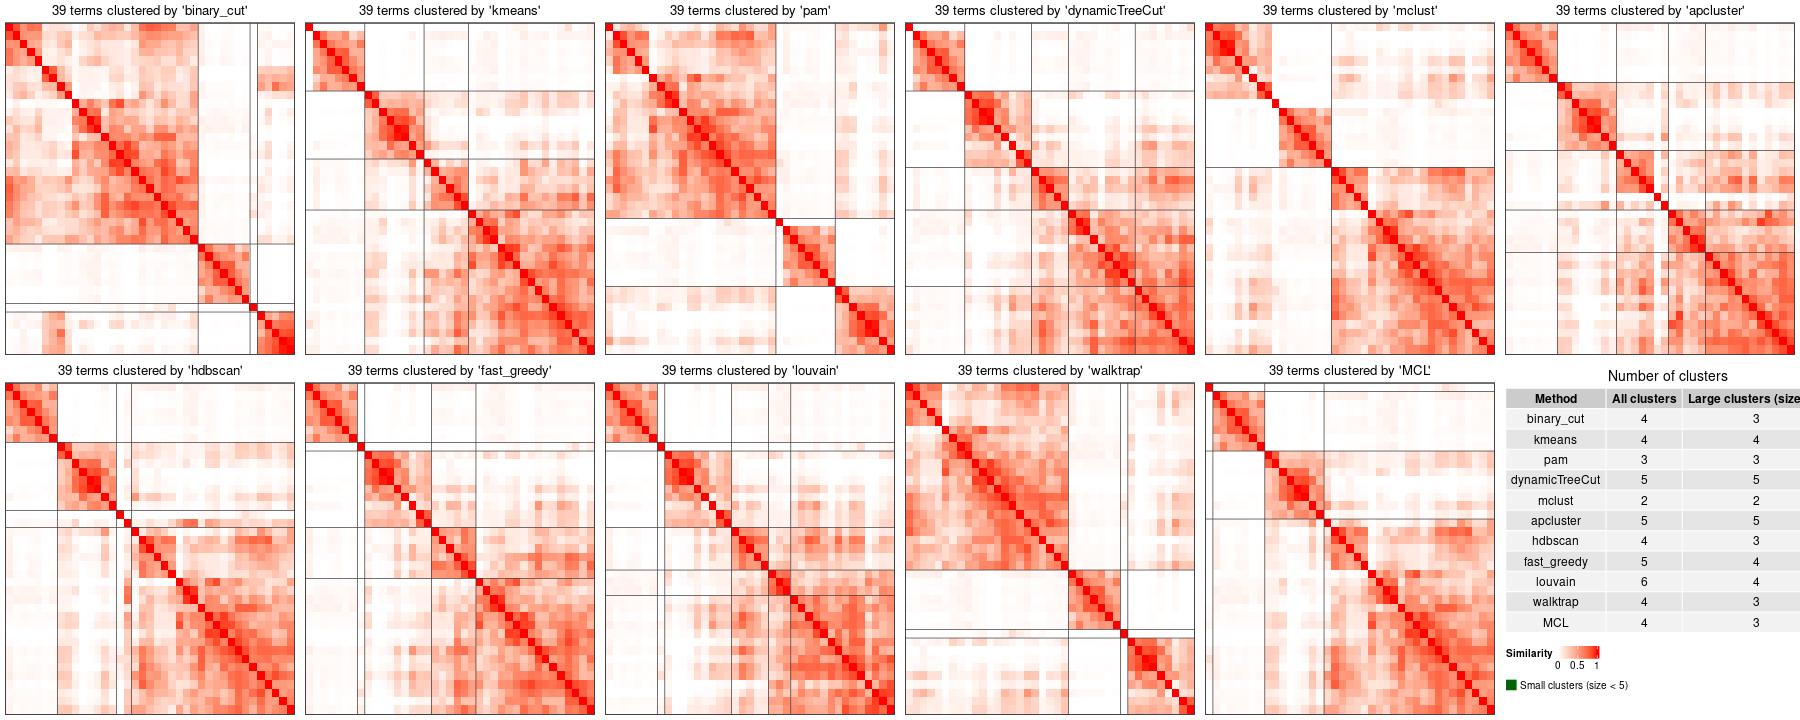 39 terms clustered by 'binary_cut'
39 terms clustered by 'kmeans'
39 terms clustered by 'pam'
39 terms clustered by 'dynamicTreeCut'
39 terms clustered by 'mclust'
39 terms clustered by 'apcluster'
39 terms clustered by 'hdbscan'
39 terms clustered by 'fast_greedy'
39 terms clustered by 'louvain'
39 terms clustered by 'walktrap'
39 terms clustered by 'MCL'
Number of clusters
Method All clusters Large clusters (size
binary_cut 4 3
kmeans 4 4
pam 3 3
dynamicTreeCut 5 5
mclust 2 2
apcluster 5 5
hdbscan 4 3
fast_greedy 5 4
louvain 6 4
walktrap 4 3
MCL 4 3
Similarity
0 0.5 1
Small clusters (size < 5)